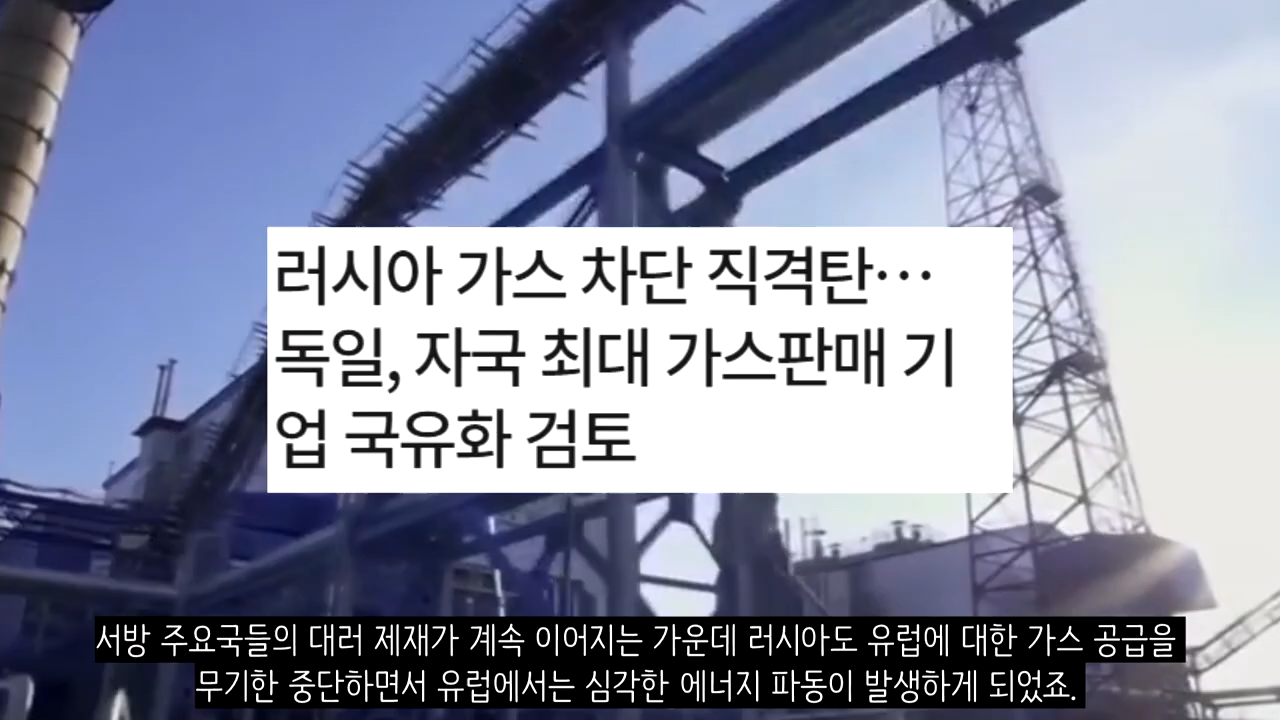 러시아 가스 차단 직격탄…
독일, 자국 최대 가스판매 기
업 국유화 검토
서방 주요국들의 대러 제재가 계속 이어지는 가운데 러시아도 유럽에 대한 가스 공급을
무기한 중단하면서 유럽에서는 심각한 에너지 파동이 발생하게 되었죠.